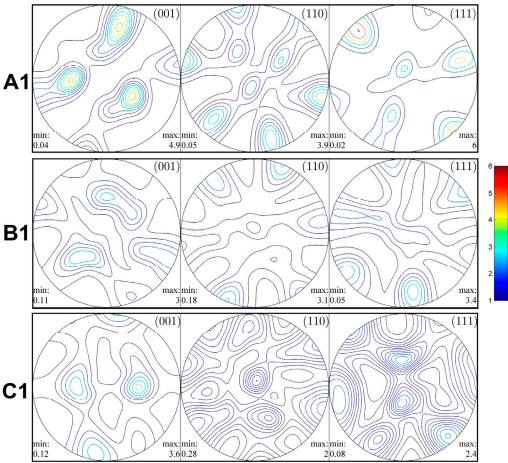 (001) (110) (111)
A1
min: max: min: max: min: max:
0.04 4.9 0.05 3.9 0.02 6
(001) (110) (111)
B1
min: max: min: max: min: max:
0.11 3 0.18 3.1 0.05 3.4
6
5
4
3
2
1
(001) (110) (111)
C1
min: max: min: max: min: max:
0.12 3.6 0.28 2 0.08 2.4